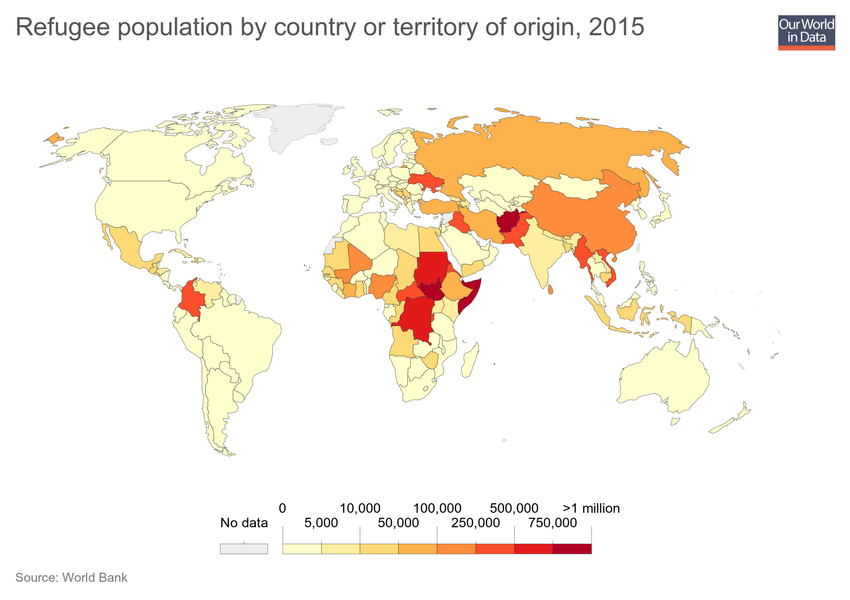 Refugee population by country or territory of origin, 2015
Our World
in Data
0 10,000 100,000 500,000 >1 million
No data 5,000 50,000 250,000 750,000
Source: World Bank